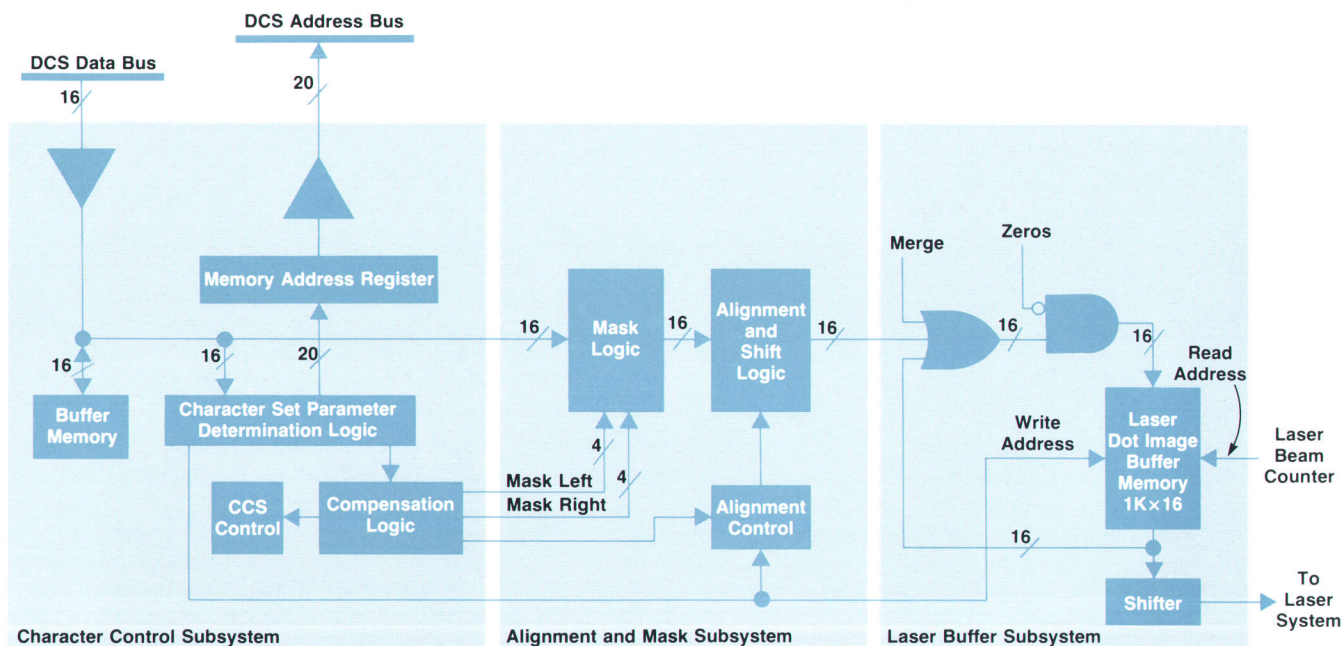 DCS Address Bus
DCS Data Bus
16
20
Merge
Zeros
Memory Address Register
16
16
20
16
Mask
Logic
16
Alignment
and
Shift
Logic
16
16
16
Read
Address
Buffer
Memory
Character Set Parameter
Determination Logic
4
4
Write
Address
Laser
Dot Image
Buffer
Memory
1K×16
Laser
Beam
Counter
CCS
Control
Compensation
Logic
Mask Left
Mask Right
Alignment
Control
16
Shifter
To
Laser
System
Character Control Subsystem
Alignment and Mask Subsystem
Laser Buffer Subsystem